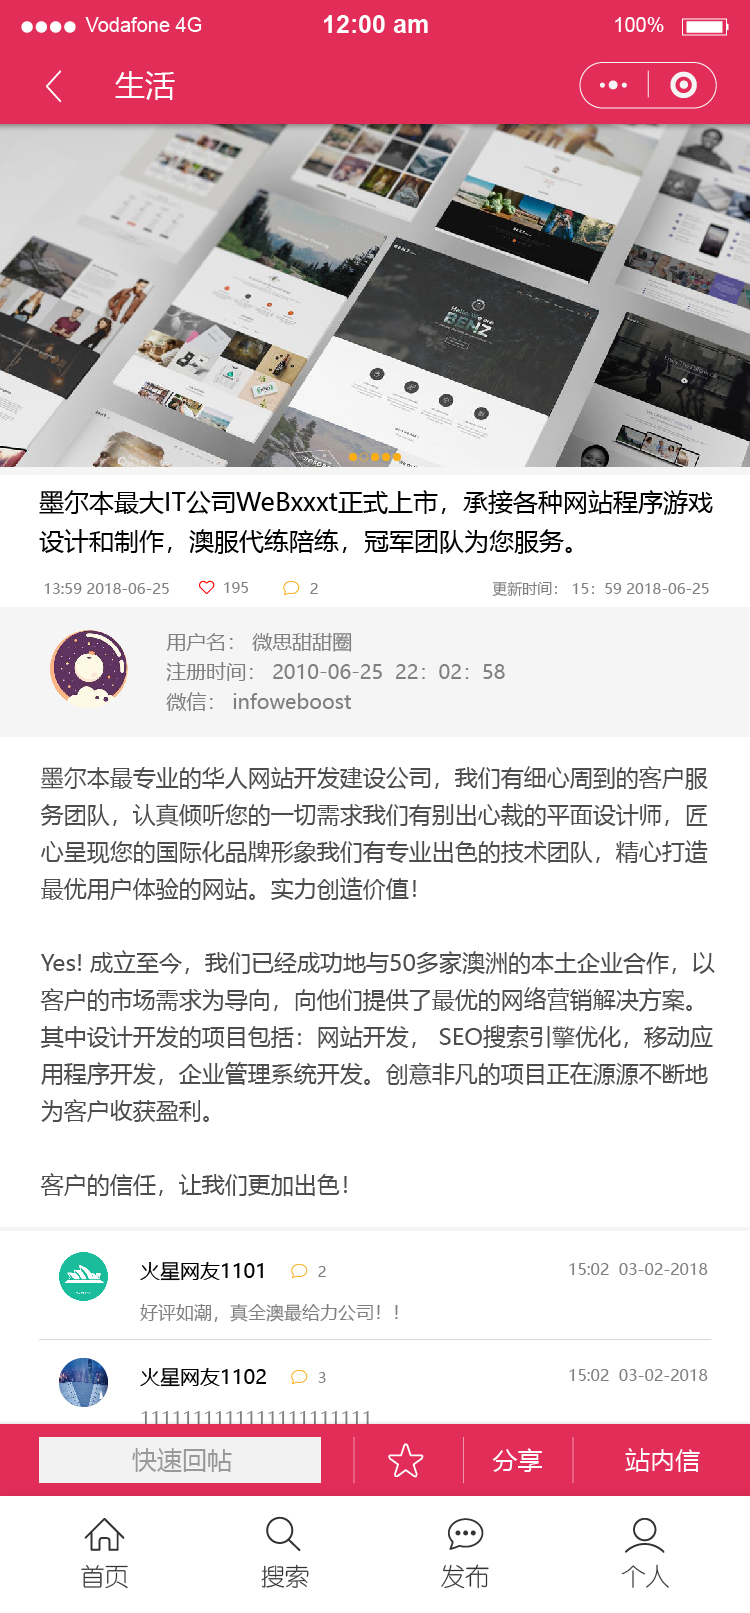 Vodafone 4G 12:00 am 100%
生活
Hello. We are
BENZ
墨尔本最大IT公司WeBxxxt正式上市，承接各种网站程序游戏
设计和制作，澳服代练陪练，冠军团队为您服务。
13:59 2018-06-25 195 2 更新时间： 15：59 2018-06-25
用户名： 微思甜甜圈
注册时间： 2010-06-25 22：02：58
微信： infoweboost
墨尔本最专业的华人网站开发建设公司，我们有细心周到的客户服
务团队，认真倾听您的一切需求我们有别出心裁的平面设计师，匠
心呈现您的国际化品牌形象我们有专业出色的技术团队，精心打造
最优用户体验的网站。实力创造价值！
Yes! 成立至今，我们已经成功地与50多家澳洲的本土企业合作，以
客户的市场需求为导向，向他们提供了最优的网络营销解决方案。
其中设计开发的项目包括：网站开发， SEO搜索引擎优化，移动应
用程序开发，企业管理系统开发。创意非凡的项目正在源源不断地
为客户收获盈利。
客户的信任，让我们更加出色！
火星网友1101 2 15:02 03-02-2018
好评如潮，真全澳最给力公司！！
火星网友1102 3 15:02 03-02-2018
1111111111111111111111
快速回帖 分享 站内信
首页 搜索 发布 个人